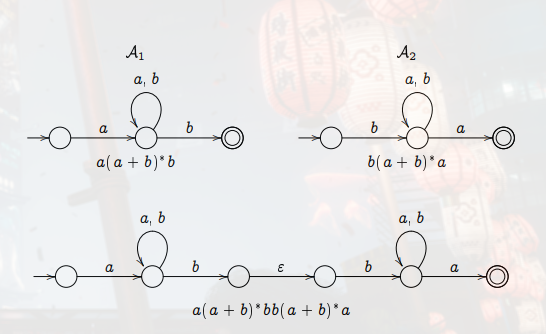 A₁ A₂
a, b a, b
a b b a
a(a + b)*b b(a + b)*a
a, b a, b
a b ε b a
a(a + b)*bb(a + b)*a